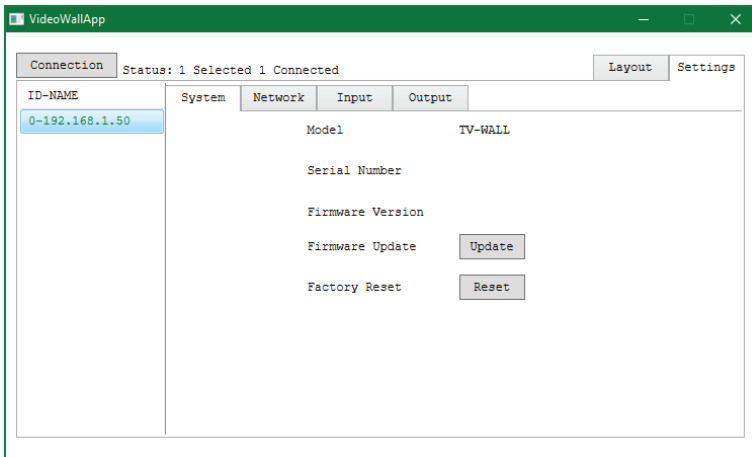 VideoWallApp
Connection Status: 1 Selected 1 Connected Layout Settings
ID-NAME System Network Input Output
0-192.168.1.50
Model TV-WALL
Serial Number
Firmware Version
Firmware Update Update
Factory Reset Reset